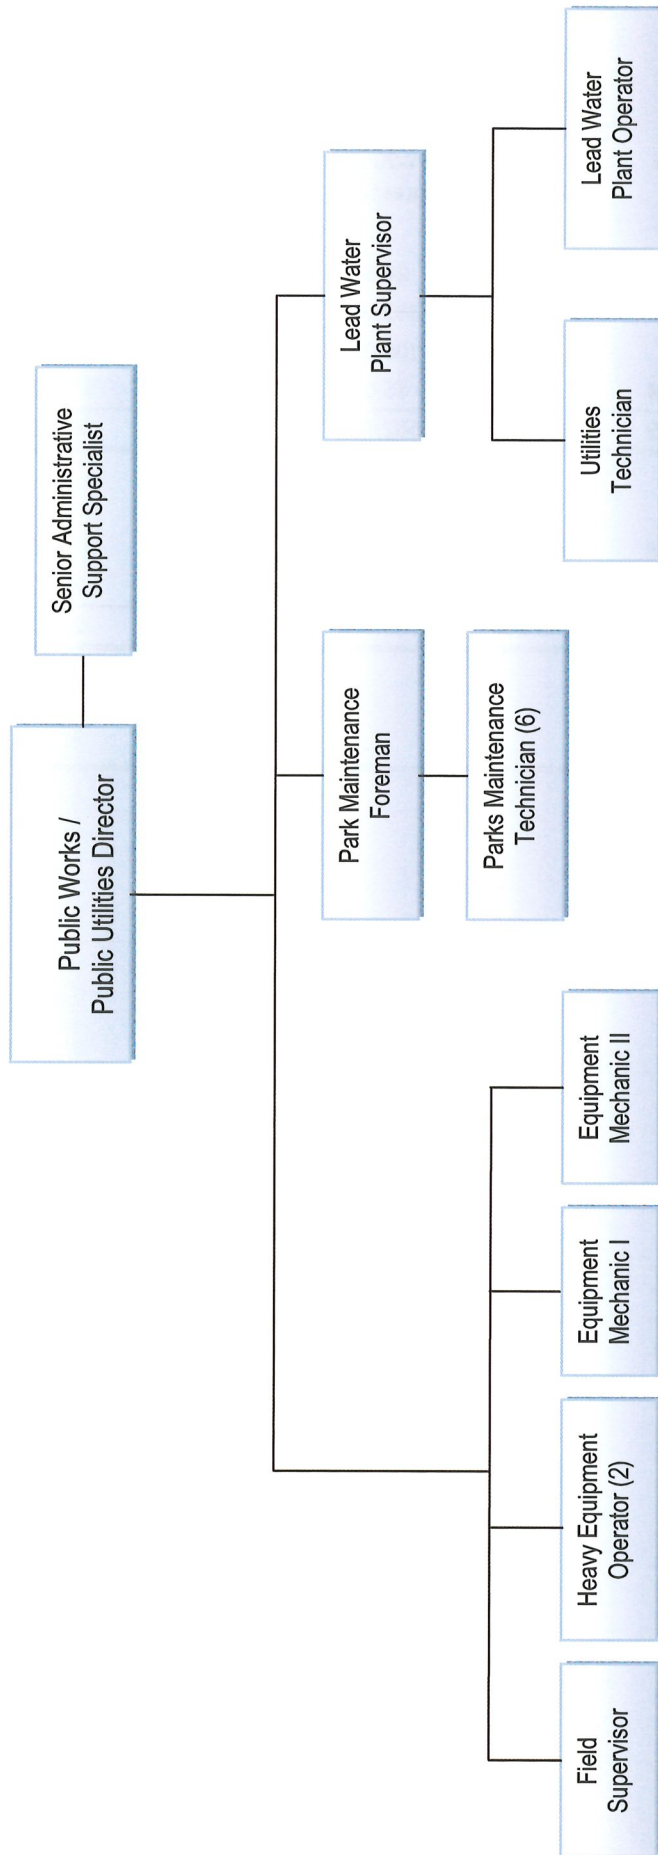 Public Works /
Public Utilities Director
Senior Administrative
Support Specialist
Park Maintenance
Foreman
Lead Water
Plant Supervisor
Parks Maintenance
Technician (6)
Field
Supervisor
Heavy Equipment
Operator (2)
Equipment
Mechanic I
Equipment
Mechanic II
Utilities
Technician
Lead Water
Plant Operator